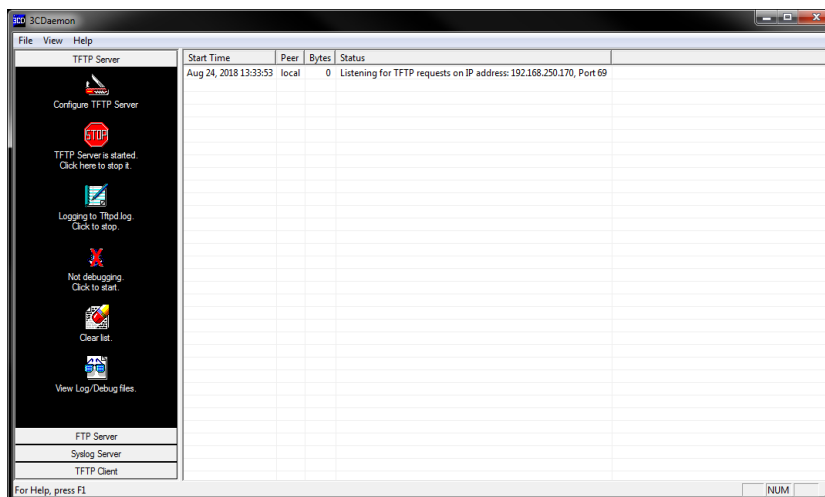 3CD 3CDaemon
File View Help
TFTP Server
Start Time Peer Bytes Status
Aug 24, 2018 13:33:53 local 0 Listening for TFTP requests on IP address: 192.168.250.170, Port 69
Configure TFTP Server
STOP
TFTP Server is started.
Click here to stop it.
Logging to Tftpd.log.
Click to stop.
Not debugging.
Click to start.
Clear list.
View Log/Debug files.
FTP Server
Syslog Server
TFTP Client
For Help, press F1
NUM